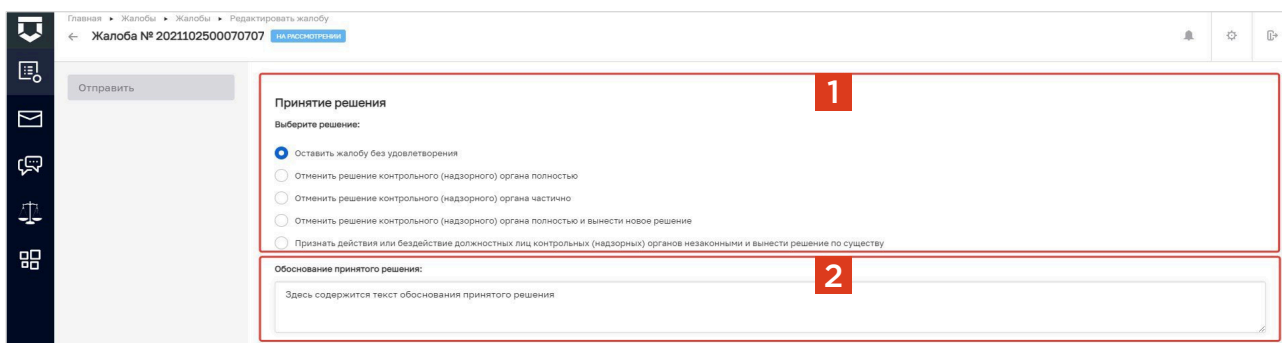 Главная ▸ Жалобы ▸ Жалобы ▸ Редактировать жалобу
← Жалоба № 2021102500070707 НА РАССМОТРЕНИИ
Отправить
1
Принятие решения
Выберите решение:
Оставить жалобу без удовлетворения
Отменить решение контрольного (надзорного) органа полностью
Отменить решение контрольного (надзорного) органа частично
Отменить решение контрольного (надзорного) органа полностью и вынести новое решение
Признать действия или бездействие должностных лиц контрольных (надзорных) органов незаконными и вынести решение по существу
2
Обоснование принятого решения:
Здесь содержится текст обоснования принятого решения